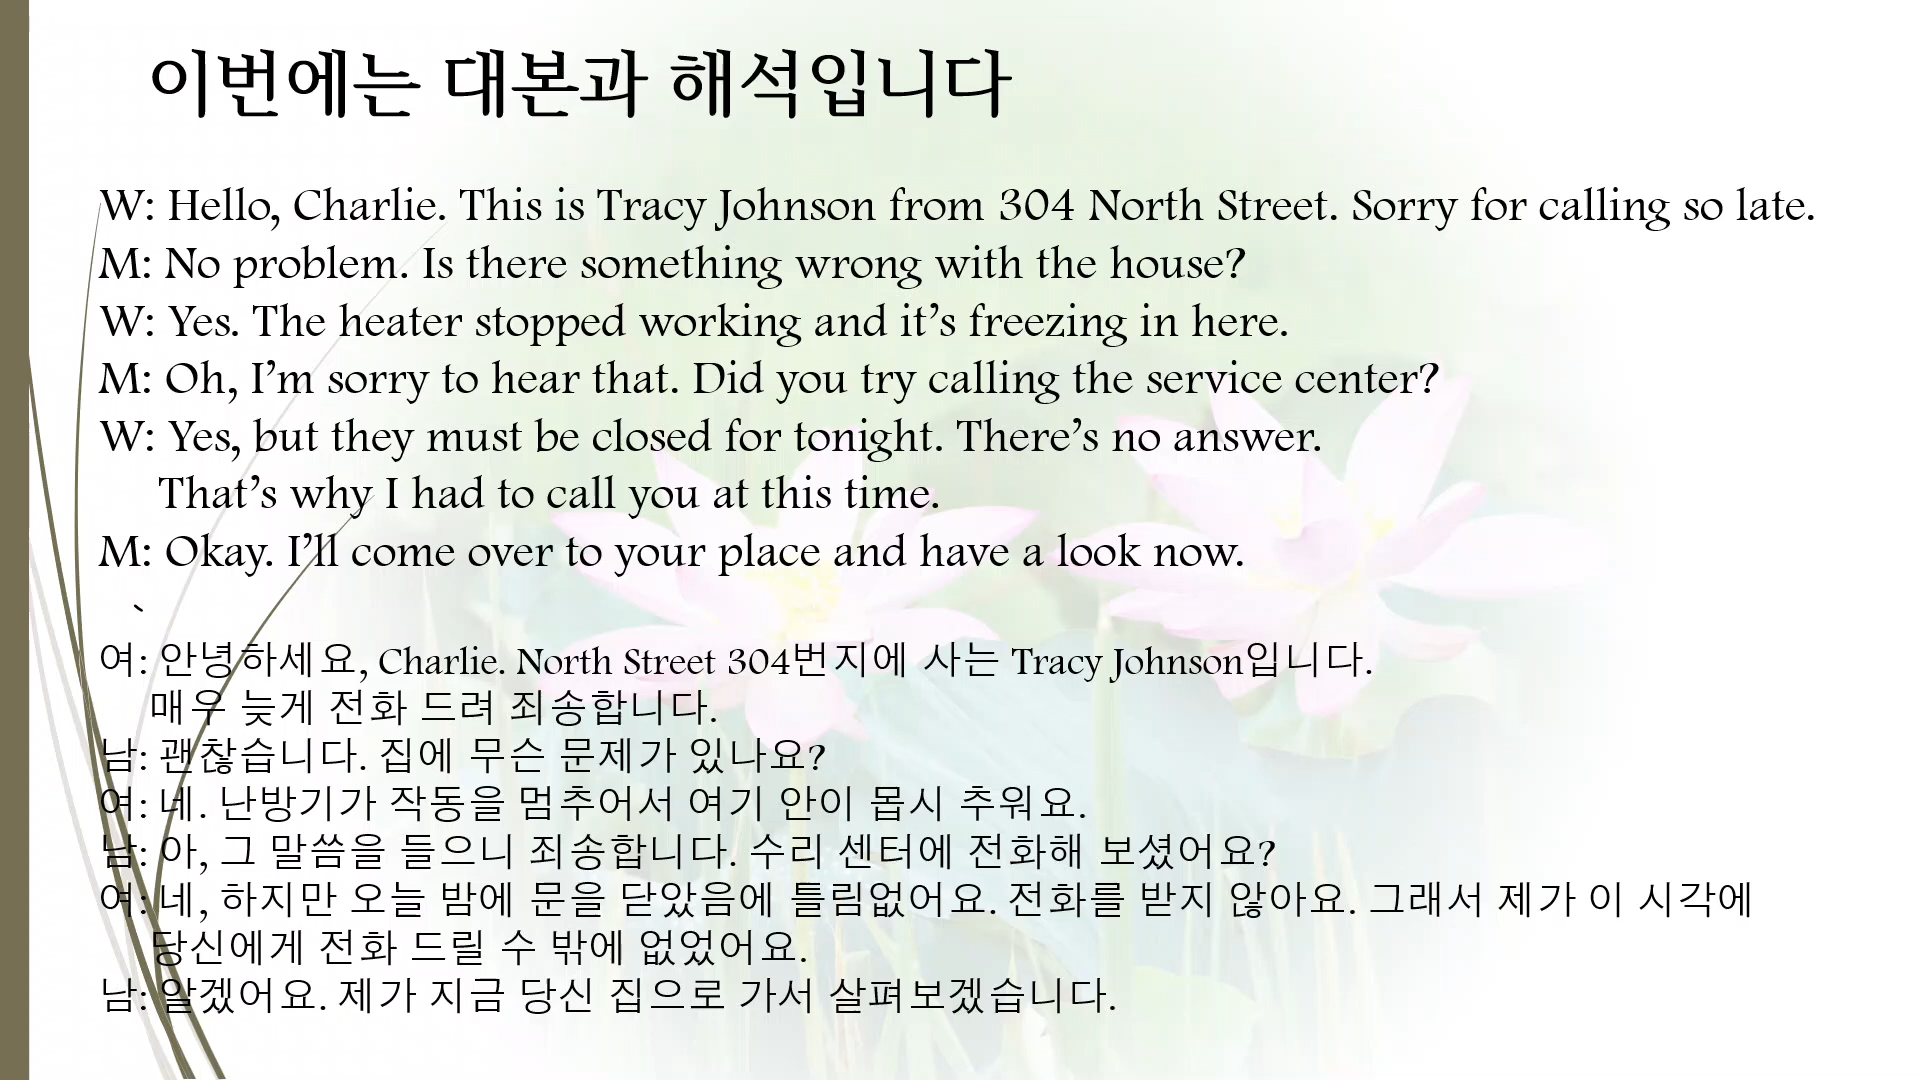 이번에는 대본과 해석입니다
W: Hello, Charlie. This is Tracy Johnson from 304 North Street. Sorry for calling so late.
M: No problem. Is there something wrong with the house?
W: Yes. The heater stopped working and it’s freezing in here.
M: Oh, I’m sorry to hear that. Did you try calling the service center?
W: Yes, but they must be closed for tonight. There’s no answer.
That’s why I had to call you at this time.
M: Okay. I’ll come over to your place and have a look now.
`
여: 안녕하세요, Charlie. North Street 304번지에 사는 Tracy Johnson입니다.
매우 늦게 전화 드려 죄송합니다.
남: 괜찮습니다. 집에 무슨 문제가 있나요?
여: 네. 난방기가 작동을 멈추어서 여기 안이 몹시 추워요.
남: 아, 그 말씀을 들으니 죄송합니다. 수리 센터에 전화해 보셨어요?
여: 네, 하지만 오늘 밤에 문을 닫았음에 틀림없어요. 전화를 받지 않아요. 그래서 제가 이 시각에
당신에게 전화 드릴 수 밖에 없었어요.
남: 알겠어요. 제가 지금 당신 집으로 가서 살펴보겠습니다.